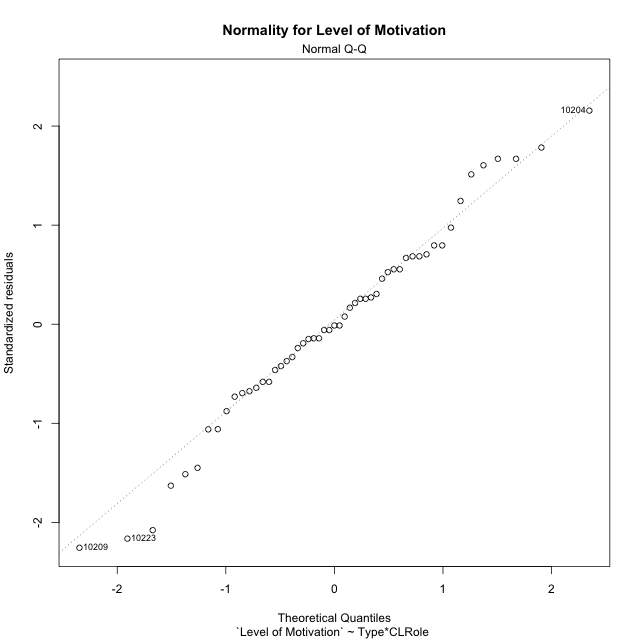 Normality for Level of Motivation
Normal Q-Q
10204
2
1
0
-1
-2
Standardized residuals
10223
10209
-2
-1
0
1
2
Theoretical Quantiles
`Level of Motivation` ~ Type*CLRole